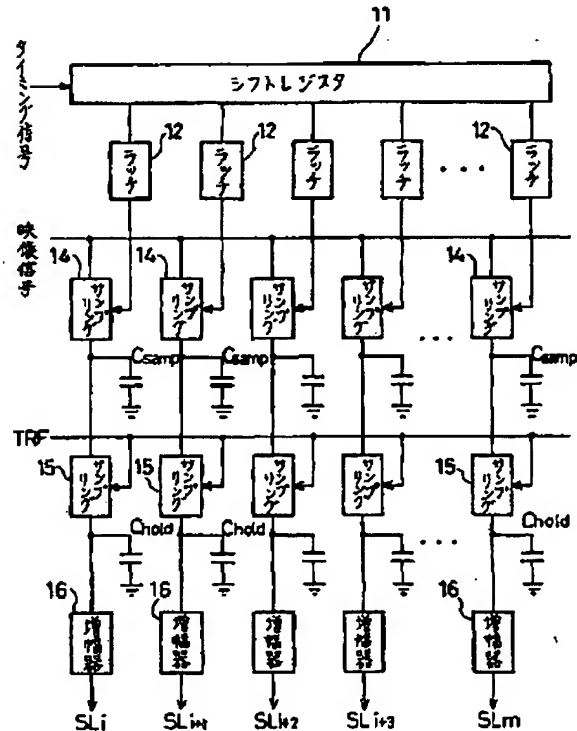 11
シフトレジスタ
タイミング信号
12 12 12
ラッチ ラッチ ラッチ ラッチ ... ラッチ
映像信号
14 14 14
サンプリング サンプリング サンプリング サンプリング ... サンプリング
Csamp Csamp Csamp
TRF
15 15 15
サンプリング サンプリング サンプリング サンプリング ... サンプリング
Chold Chold Chold
16 16 16
増幅器 増幅器 増幅器 増幅器 増幅器
SLi SLi+1 SLi+2 SLi+3 SLm